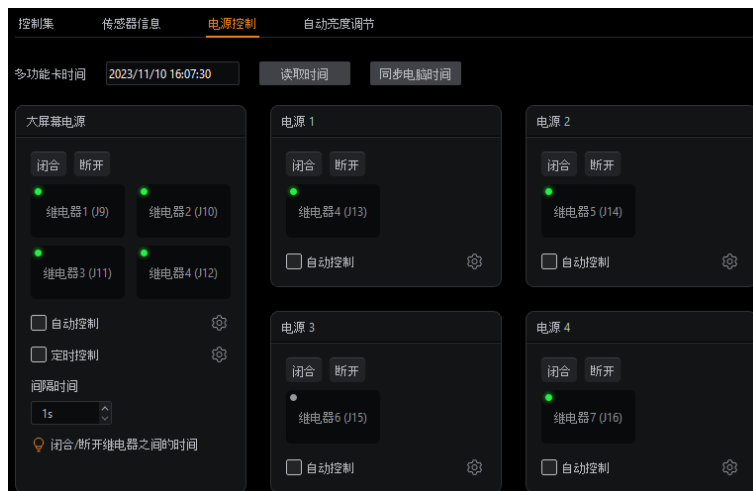 控制集 传感器信息 电源控制 自动亮度调节
多功能卡时间 2023/11/10 16:07:30 读取时间 同步电脑时间
大屏幕电源
闭合 断开
继电器1 (J9) 继电器2 (J10)
继电器3 (J11) 继电器4 (J12)
自动控制
定时控制
间隔时间
1s
闭合/断开继电器之间的时间
电源 1
闭合 断开
继电器4 (J13)
自动控制
电源 2
闭合 断开
继电器5 (J14)
自动控制
电源 3
闭合 断开
继电器6 (J15)
自动控制
电源 4
闭合 断开
继电器7 (J16)
自动控制